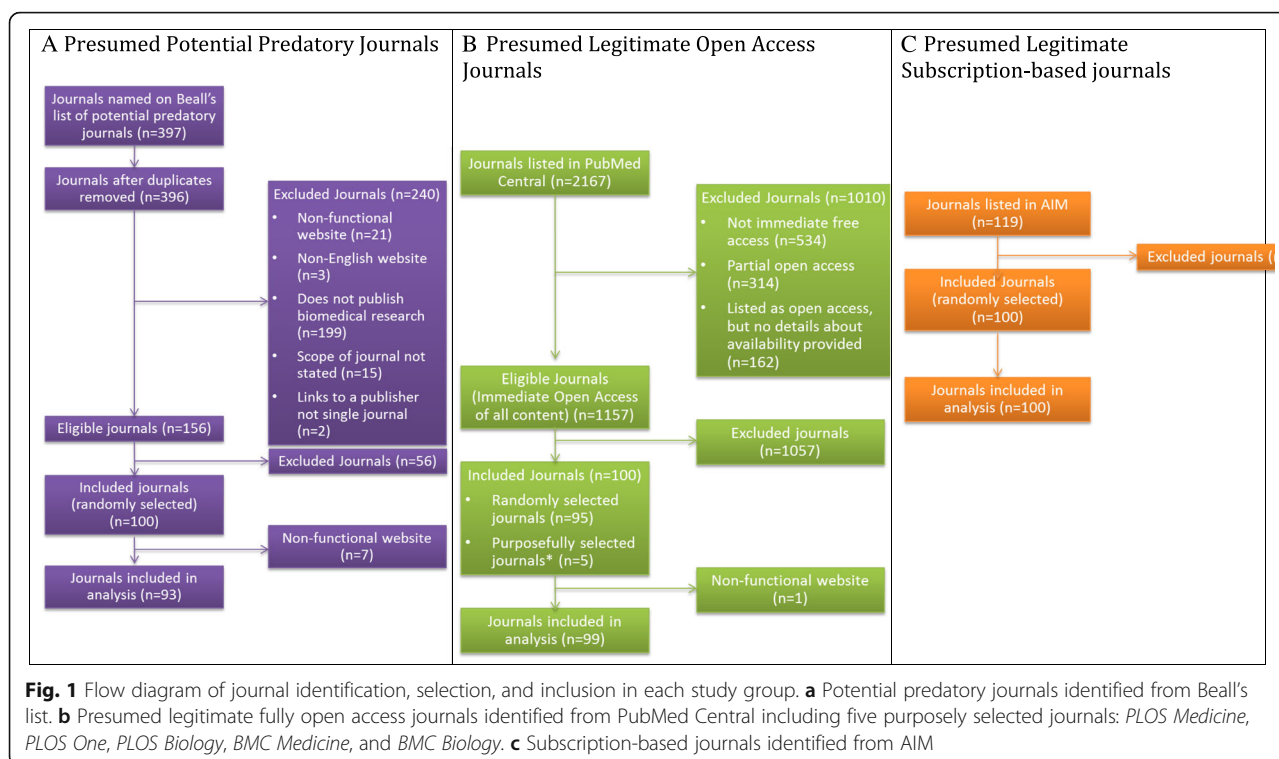 A Presumed Potential Predatory Journals
Journals named on Beall's
list of potential predatory
journals (n=397)
Journals after duplicates
removed (n=396)
Excluded Journals (n=240)
• Non-functional
website (n=21)
• Non-English website
(n=3)
• Does not publish
biomedical research
(n=199)
• Scope of journal not
stated (n=15)
• Links to a publisher
not single journal
(n=2)
Eligible journals (n=156)
Excluded Journals (n=56)
Included journals
(randomly selected)
(n=100)
Non-functional website
(n=7)
Journals included in
analysis (n=93)
B Presumed Legitimate Open Access
Journals
Journals listed in PubMed
Central (n=2167)
Excluded Journals (n=1010)
• Not immediate free
access (n=534)
• Partial open access
(n=314)
• Listed as open access,
but no details about
availability provided
(n=162)
Eligible Journals
(Immediate Open Access
of all content) (n=1157)
Excluded journals
(n=1057)
Included Journals (n=100)
• Randomly selected
journals (n=95)
• Purposefully selected
journals* (n=5)
Non-functional website
(n=1)
Journals included in
analysis (n=99)
C Presumed Legitimate
Subscription-based journals
Journals listed in AIM
(n=119)
Excluded journals (
Included Journals
(randomly selected)
(n=100)
Journals included in
analysis (n=100)
Fig. 1 Flow diagram of journal identification, selection, and inclusion in each study group. a Potential predatory journals identified from Beall's
list. b Presumed legitimate fully open access journals identified from PubMed Central including five purposely selected journals: PLOS Medicine,
PLOS One, PLOS Biology, BMC Medicine, and BMC Biology. c Subscription-based journals identified from AIM